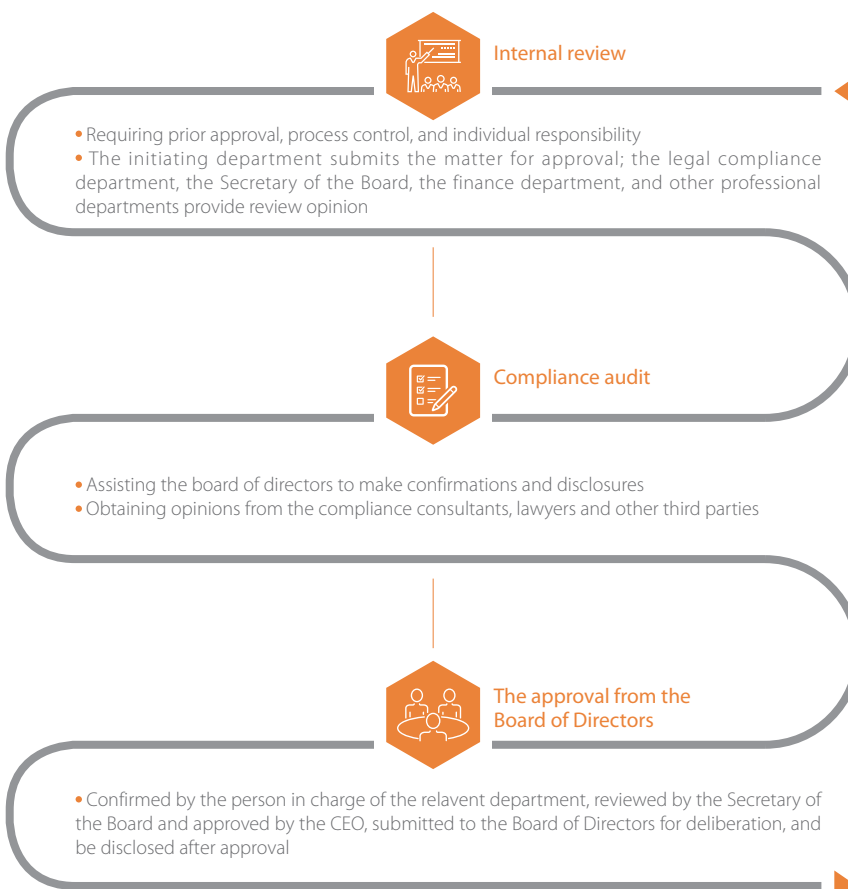 Internal review
• Requiring prior approval, process control, and individual responsibility
• The initiating department submits the matter for approval; the legal compliance
department, the Secretary of the Board, the finance department, and other professional
departments provide review opinion
Compliance audit
• Assisting the board of directors to make confirmations and disclosures
• Obtaining opinions from the compliance consultants, lawyers and other third parties
The approval from the
Board of Directors
• Confirmed by the person in charge of the relavent department, reviewed by the Secretary of
the Board and approved by the CEO, submitted to the Board of Directors for deliberation, and
be disclosed after approval